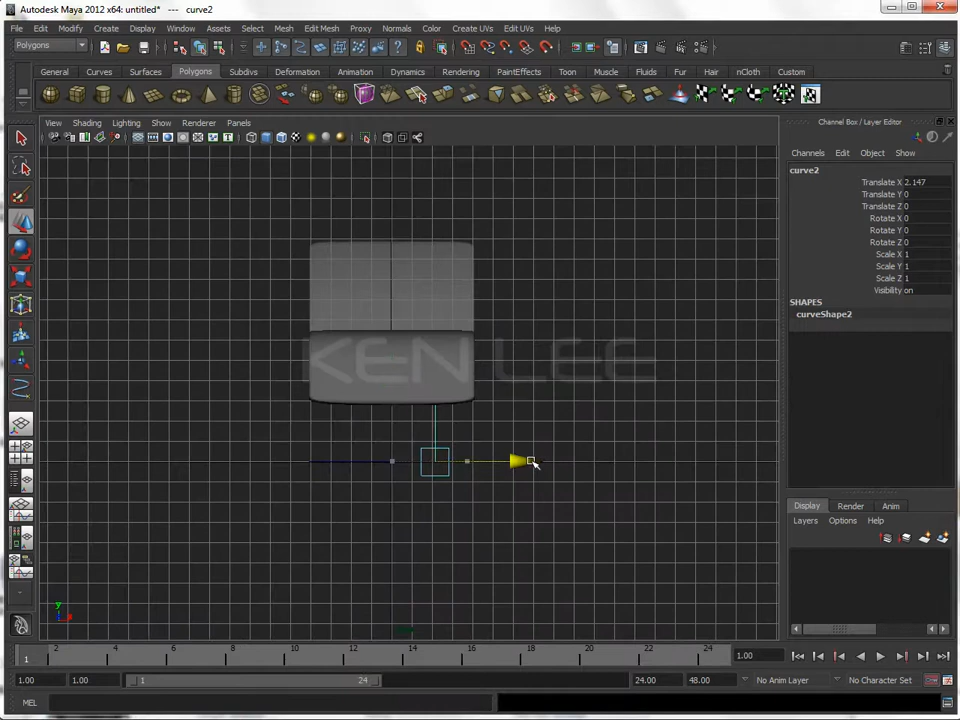 Autodesk Maya 2012 x64: untitled* --- curve2
File Edit Modify Create Display Window Assets Select Mesh Edit Mesh Proxy Normals Color Create UVs Edit UVs Help
Polygons
General Curves Surfaces Polygons Subdivs Deformation Animation Dynamics Rendering PaintEffects Toon Muscle Fluids Fur Hair nCloth Custom
View Shading Lighting Show Renderer Panels
Channel Box / Layer Editor
Channels Edit Object Show
curve2
Translate X 2.147
Translate Y 0
Translate Z 0
Rotate X 0
Rotate Y 0
Rotate Z 0
Scale X 1
Scale Y 1
Scale Z 1
Visibility on
SHAPES
curveShape2
KEN LEE
Display Render Anim
Layers Options Help
y
x
1 2 4 6 8 10 12 14 16 18 20 22 24
1.00
1.00 1.00 1 24 24.00 48.00 No Anim Layer No Character Set
MEL